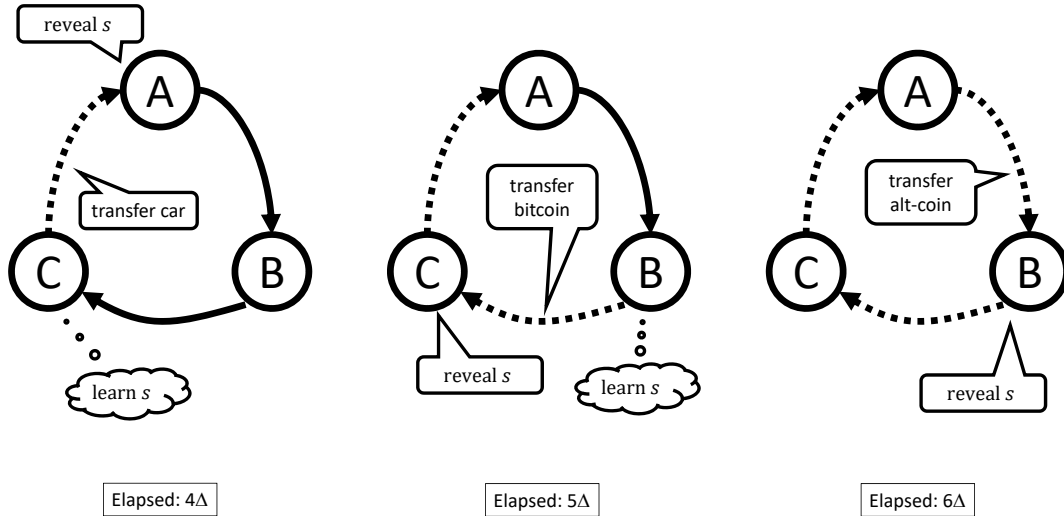 reveal s
A
transfer car
C
B
learn s
Elapsed: 4Δ
A
transfer
bitcoin
C
B
reveal s
learn s
Elapsed: 5Δ
A
transfer
alt-coin
C
B
reveal s
Elapsed: 6Δ